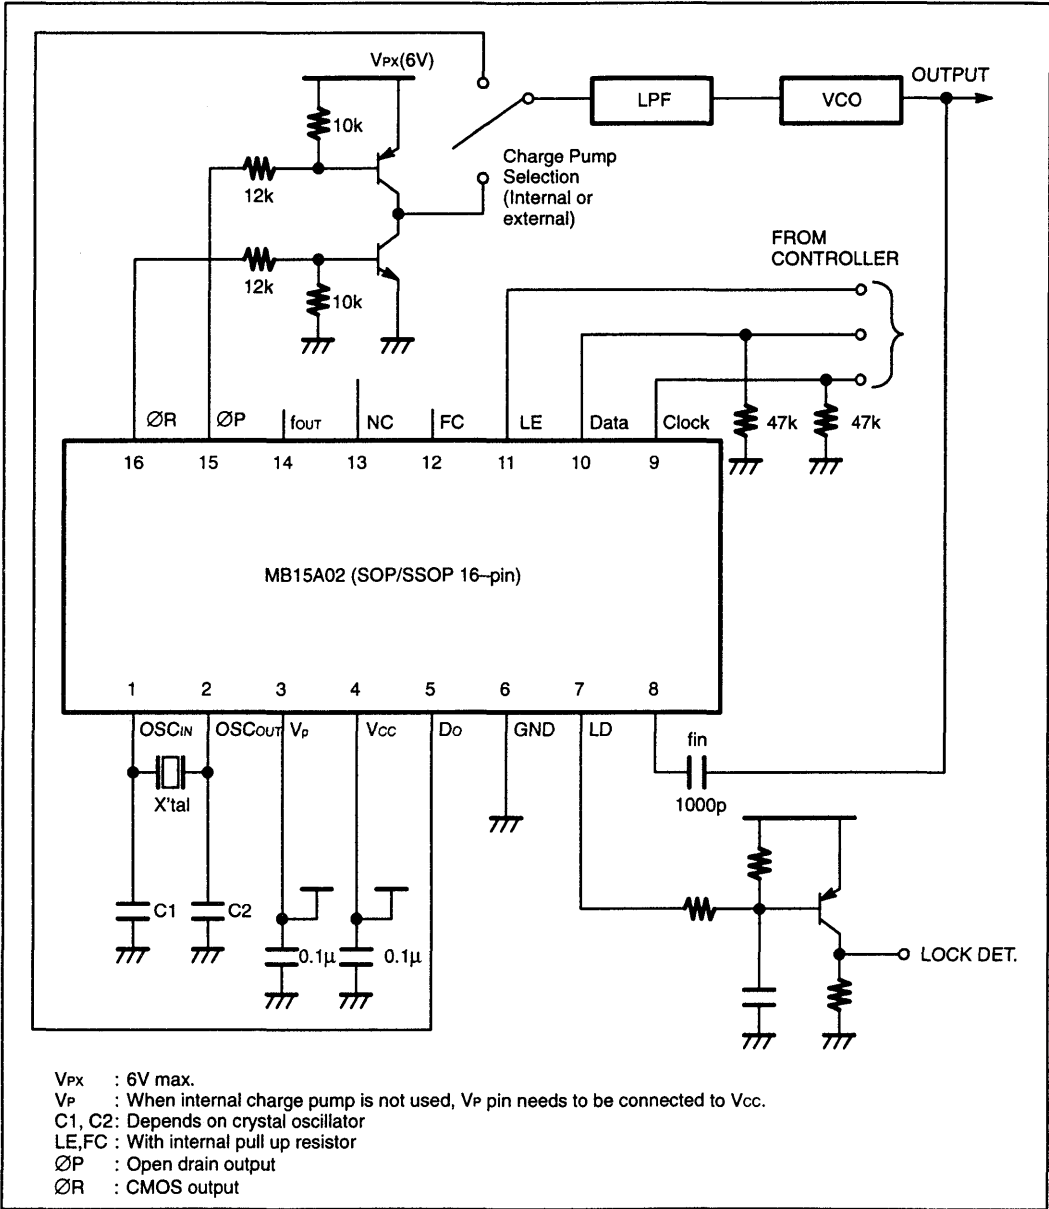 VPX(6V)
OUTPUT
LPF
VCO
10k
12k
Charge Pump
Selection
(Internal or
external)
FROM
CONTROLLER
12k
10k
ØR
ØP
fOUT
NC
FC
LE
Data
Clock
47k
47k
16
15
14
13
12
11
10
9
MB15A02 (SOP/SSOP 16–pin)
1
2
3
4
5
6
7
8
OSCIN
OSCOUT
Vp
VCC
DO
GND
LD
fin
X'tal
1000p
C1
C2
0.1µ
0.1µ
LOCK DET.
VPX : 6V max.
VP : When internal charge pump is not used, VP pin needs to be connected to VCC.
C1, C2: Depends on crystal oscillator
LE,FC : With internal pull up resistor
ØP : Open drain output
ØR : CMOS output